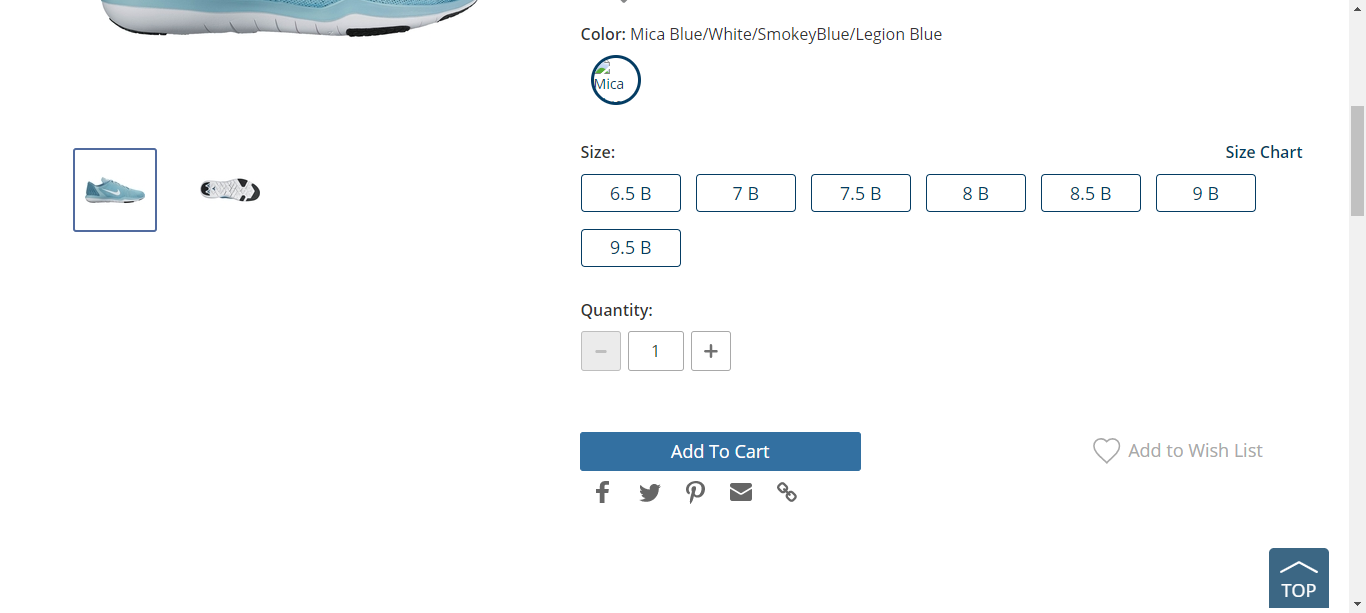 Color: Mica Blue/White/SmokeyBlue/Legion Blue
Mica
Size:
Size Chart
6.5 B
7 B
7.5 B
8 B
8.5 B
9 B
9.5 B
Quantity:
1
Add To Cart
Add to Wish List
TOP